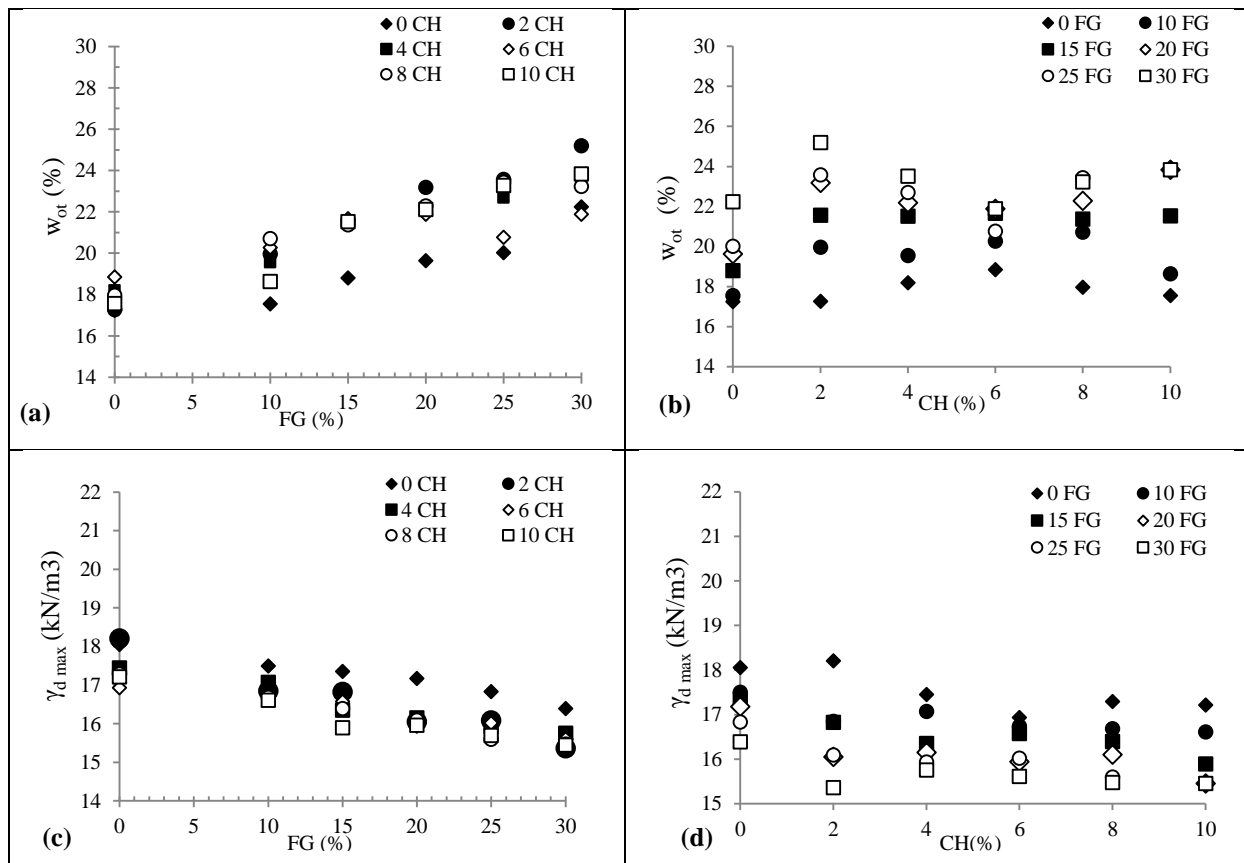 0 CH 2 CH
4 CH 6 CH
8 CH 10 CH
30
28
26
24
22
20
18
16
14
w_ot (%)
0 5 10 15 20 25 30
FG (%)
(a)
0 FG 10 FG
15 FG 20 FG
25 FG 30 FG
30
28
26
24
22
20
18
16
14
w_ot (%)
0 2 4 6 8 10
CH (%)
(b)
0 CH 2 CH
4 CH 6 CH
8 CH 10 CH
22
21
20
19
18
17
16
15
14
γ_d max (kN/m3)
0 5 10 15 20 25 30
FG (%)
(c)
0 FG 10 FG
15 FG 20 FG
25 FG 30 FG
22
21
20
19
18
17
16
15
γ_d max (kN/m3)
0 2 4 6 8 10
CH(%)
(d)